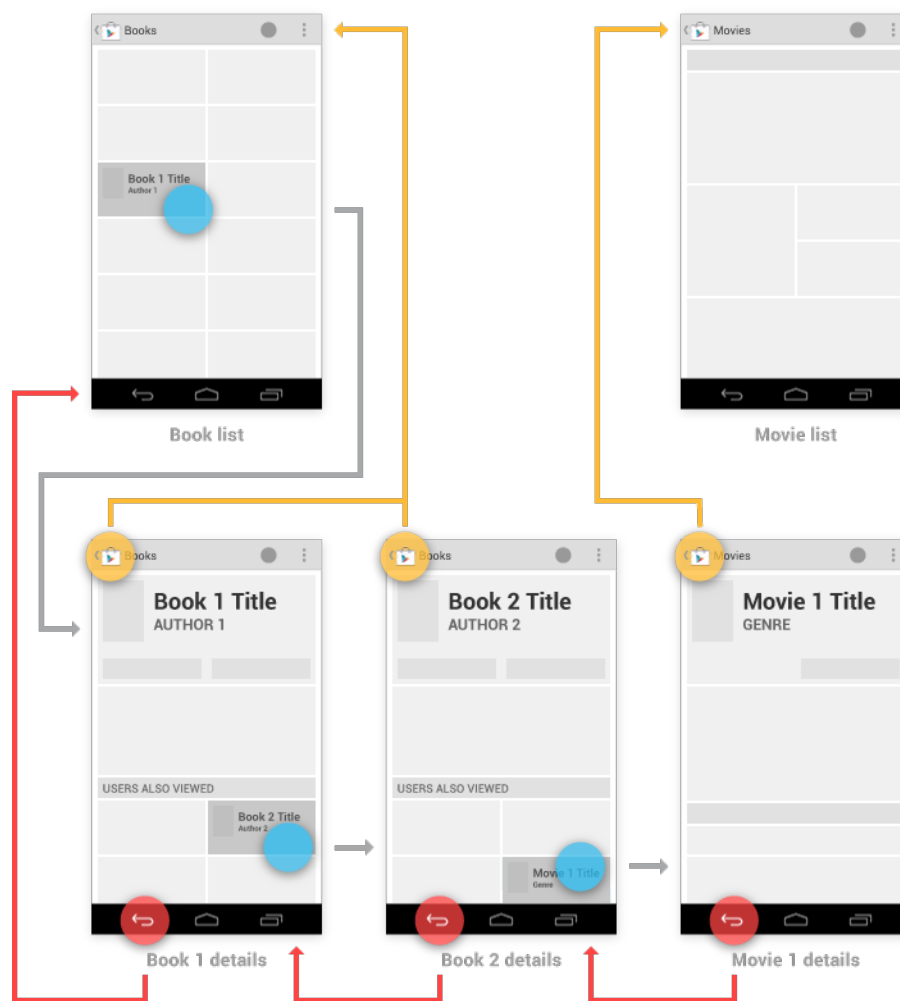 Books
Movies
Book 1 Title
Author 1
Book list
Movie list
Books
Books
Movies
Book 1 Title
AUTHOR 1
Book 2 Title
AUTHOR 2
Movie 1 Title
GENRE
USERS ALSO VIEWED
USERS ALSO VIEWED
Book 2 Title
Author 2
Movie 1 Title
Genre
Book 1 details
Book 2 details
Movie 1 details